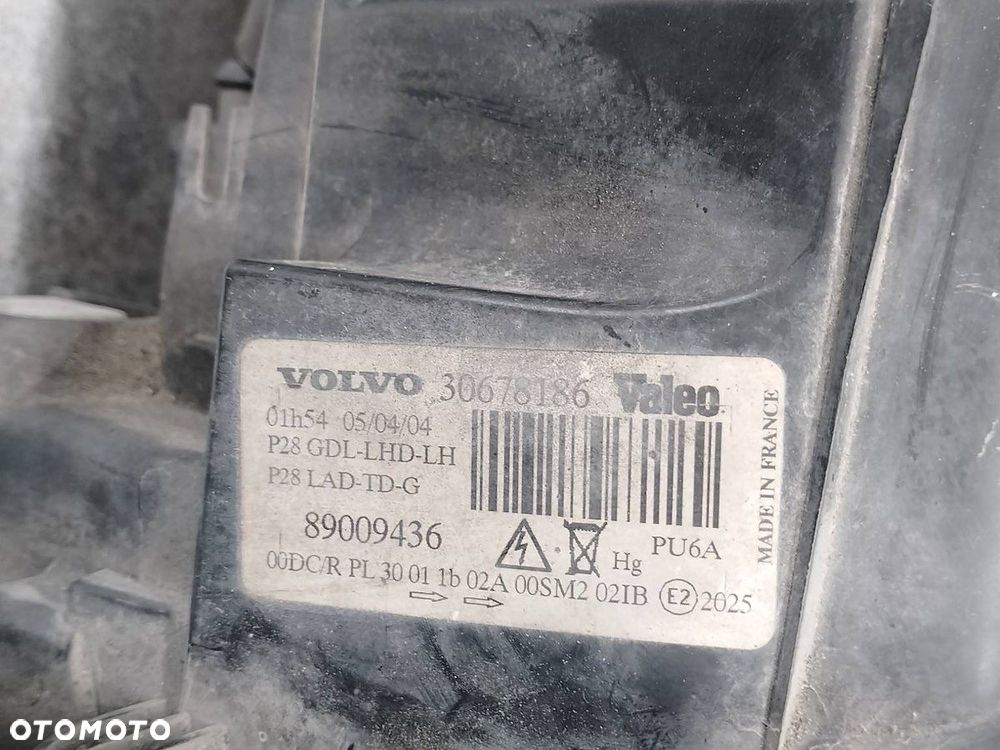 VOLVO 30678186 Valeo
01h54 05/04/04
P28 GDL-LHD-LH
P28 LAD-TD-G
89009436
Hg PU6A
00DC/R PL 30 01 1b 02A 00SM2 02IB E2 2025
MADE IN FRANCE
OTOMOTO